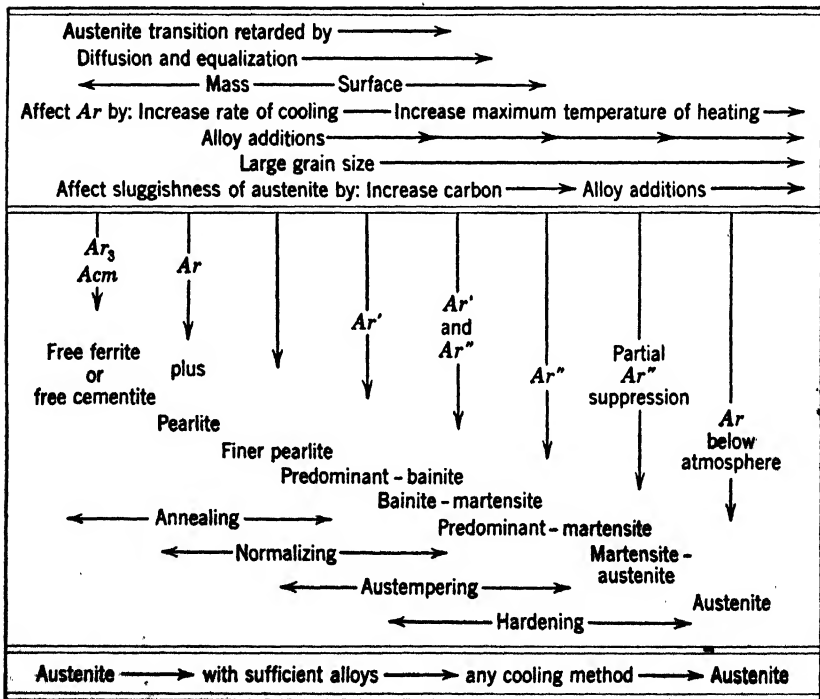 Austenite transition retarded by
Diffusion and equalization
Mass Surface
Affect Ar by: Increase rate of cooling Increase maximum temperature of heating
Alloy additions
Large grain size
Affect sluggishness of austenite by: Increase carbon Alloy additions
Ar₃
Acm
Ar
Ar'
Ar'
and
Ar"
Ar"
Partial
Ar"
suppression
Ar
below
atmosphere
Free ferrite
or
free cementite
plus
Pearlite
Finer pearlite
Predominant - bainite
Bainite - martensite
Predominant - martensite
Martensite -
austenite
Austenite
Annealing
Normalizing
Austempering
Hardening
Austenite with sufficient alloys any cooling method Austenite